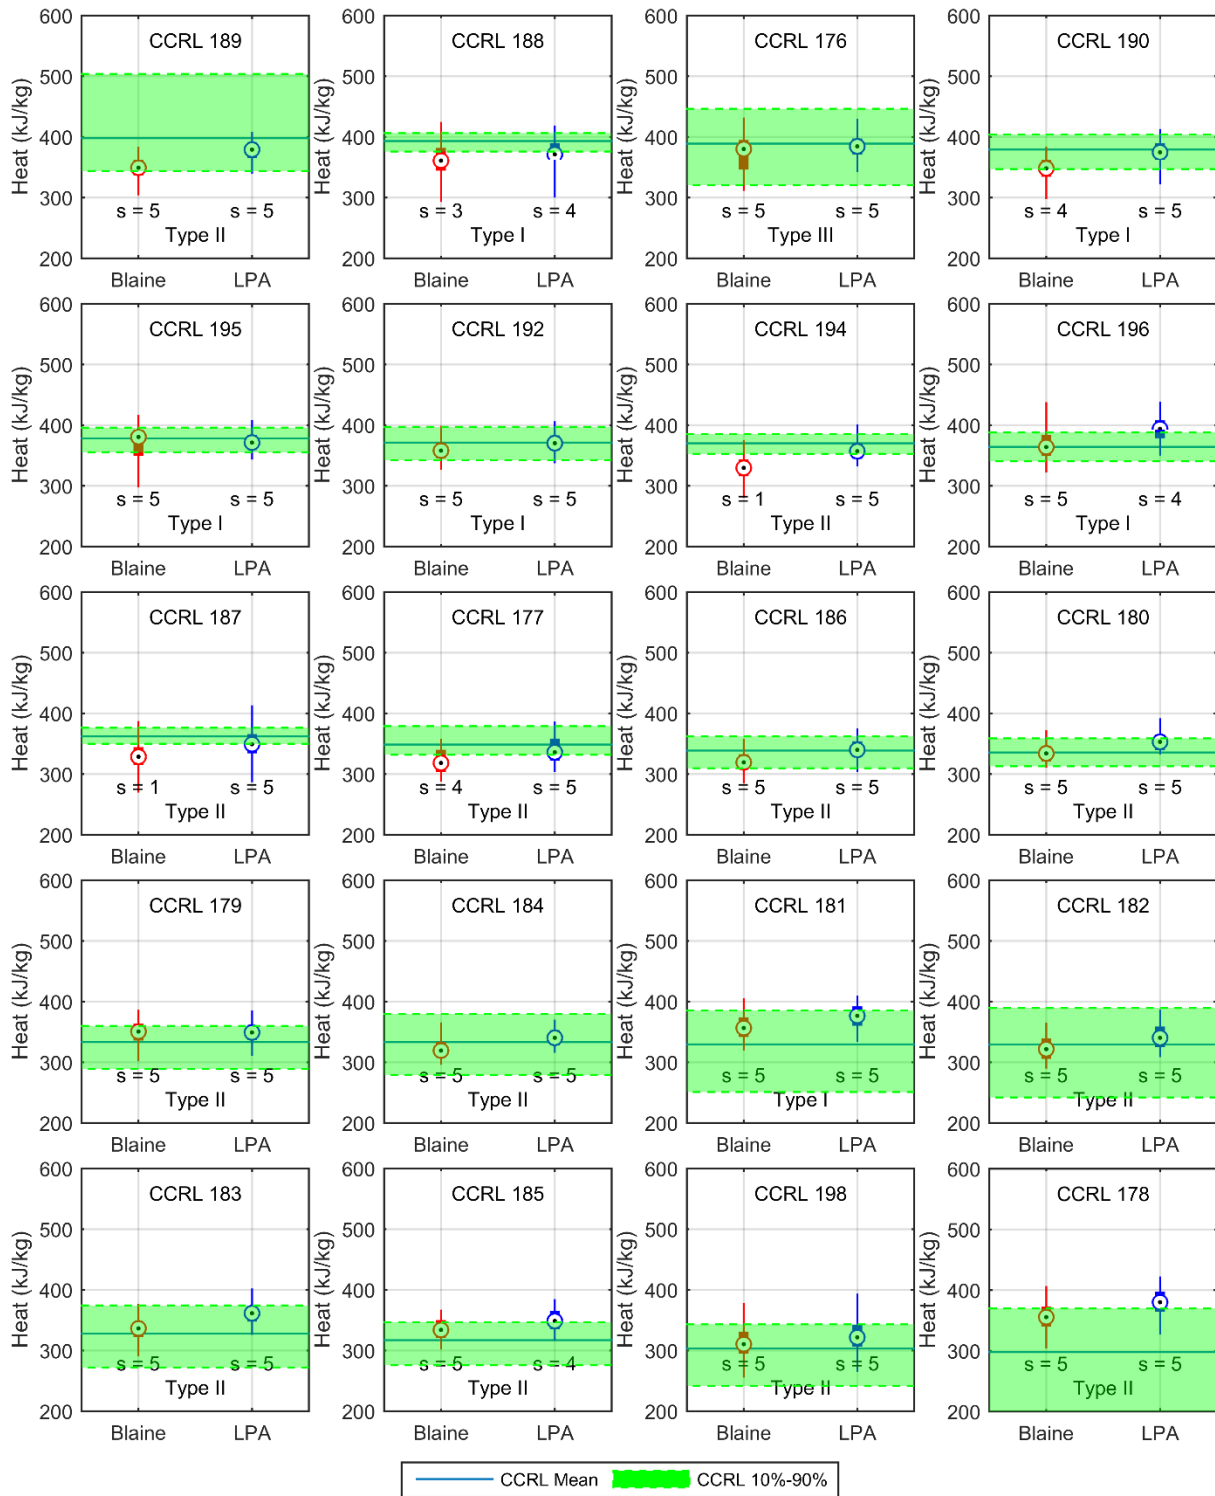 600 600 600 600
CCRL 189 CCRL 188 CCRL 176 CCRL 190
500 500 500 500
Heat (kJ/kg) Heat (kJ/kg) Heat (kJ/kg) Heat (kJ/kg)
400 400 400 400
300 300 300 300
s = 5 s = 5 s = 3 s = 4 s = 5 s = 5 s = 4 s = 5
Type II Type I Type III Type I
200 200 200 200
Blaine LPA Blaine LPA Blaine LPA Blaine LPA
600 600 600 600
CCRL 195 CCRL 192 CCRL 194 CCRL 196
500 500 500 500
Heat (kJ/kg) Heat (kJ/kg) Heat (kJ/kg) Heat (kJ/kg)
400 400 400 400
300 300 300 300
s = 5 s = 5 s = 5 s = 5 s = 1 s = 5 s = 5 s = 4
Type I Type I Type II Type I
200 200 200 200
Blaine LPA Blaine LPA Blaine LPA Blaine LPA
600 600 600 600
CCRL 187 CCRL 177 CCRL 186 CCRL 180
500 500 500 500
Heat (kJ/kg) Heat (kJ/kg) Heat (kJ/kg) Heat (kJ/kg)
400 400 400 400
300 300 300 300
s = 1 s = 5 s = 4 s = 5 s = 5 s = 5 s = 5 s = 5
Type II Type II Type II Type II
200 200 200 200
Blaine LPA Blaine LPA Blaine LPA Blaine LPA
600 600 600 600
CCRL 179 CCRL 184 CCRL 181 CCRL 182
500 500 500 500
Heat (kJ/kg) Heat (kJ/kg) Heat (kJ/kg) Heat (kJ/kg)
400 400 400 400
300 300 300 300
s = 5 s = 5 s = 5 s = 5 s = 5 s = 5 s = 5 s = 5
Type II Type II Type I Type II
200 200 200 200
Blaine LPA Blaine LPA Blaine LPA Blaine LPA
600 600 600 600
CCRL 183 CCRL 185 CCRL 198 CCRL 178
500 500 500 500
Heat (kJ/kg) Heat (kJ/kg) Heat (kJ/kg) Heat (kJ/kg)
400 400 400 400
300 300 300 300
s = 5 s = 5 s = 5 s = 4 s = 5 s = 5 s = 5 s = 5
Type II Type II Type II Type II
200 200 200 200
Blaine LPA Blaine LPA Blaine LPA Blaine LPA
CCRL Mean CCRL 10%-90%